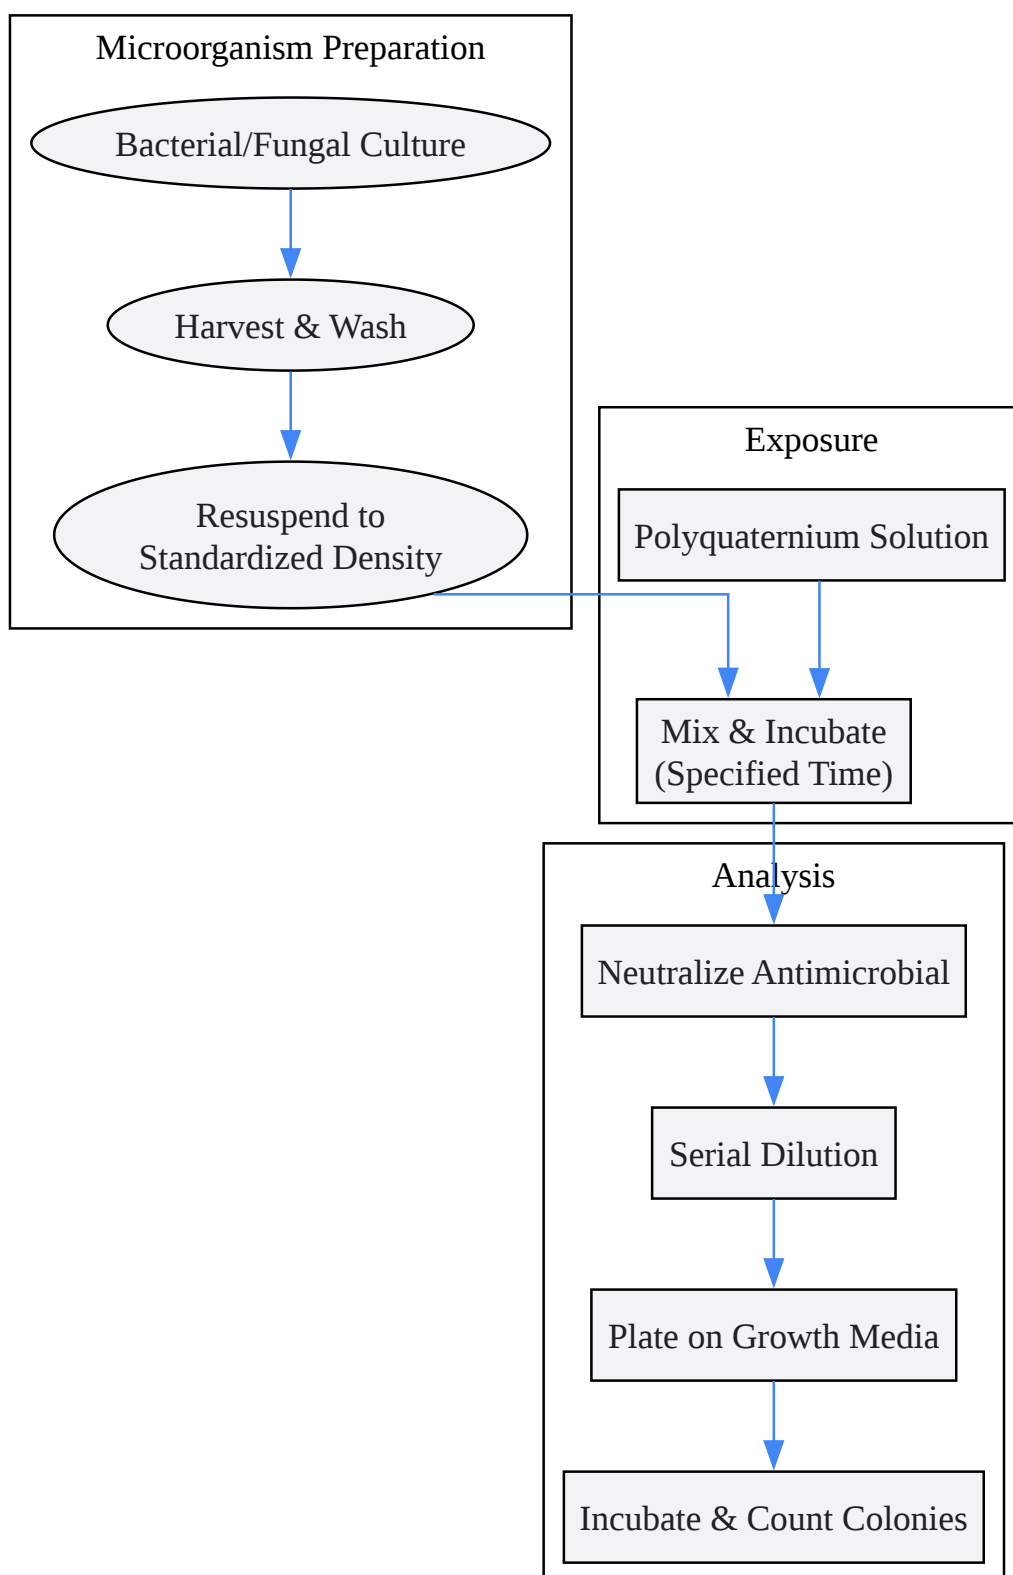 Microorganism Preparation
Bacterial/Fungal Culture
Harvest & Wash
Resuspend to
Standardized Density
Exposure
Polyquaternium Solution
Mix & Incubate
(Specified Time)
Analysis
Neutralize Antimicrobial
Serial Dilution
Plate on Growth Media
Incubate & Count Colonies